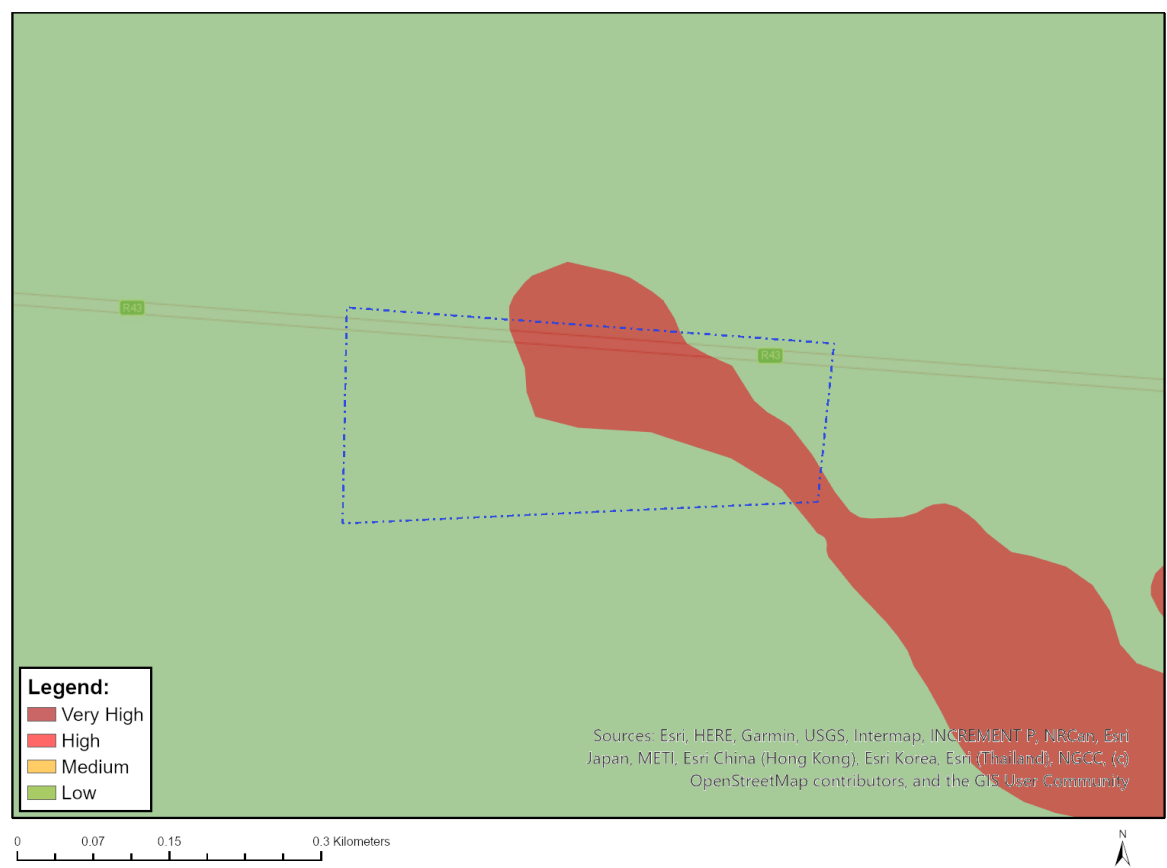 R43
R43
Legend:
Very High
High
Medium
Low
Sources: Esri, HERE, Garmin, USGS, Intermap, INCREMENT P, NRCan, Esri
Japan, METI, Esri China (Hong Kong), Esri Korea, Esri (Thailand), NGCC, (c)
OpenStreetMap contributors, and the GIS User Community
0 0.07 0.15 0.3 Kilometers
N